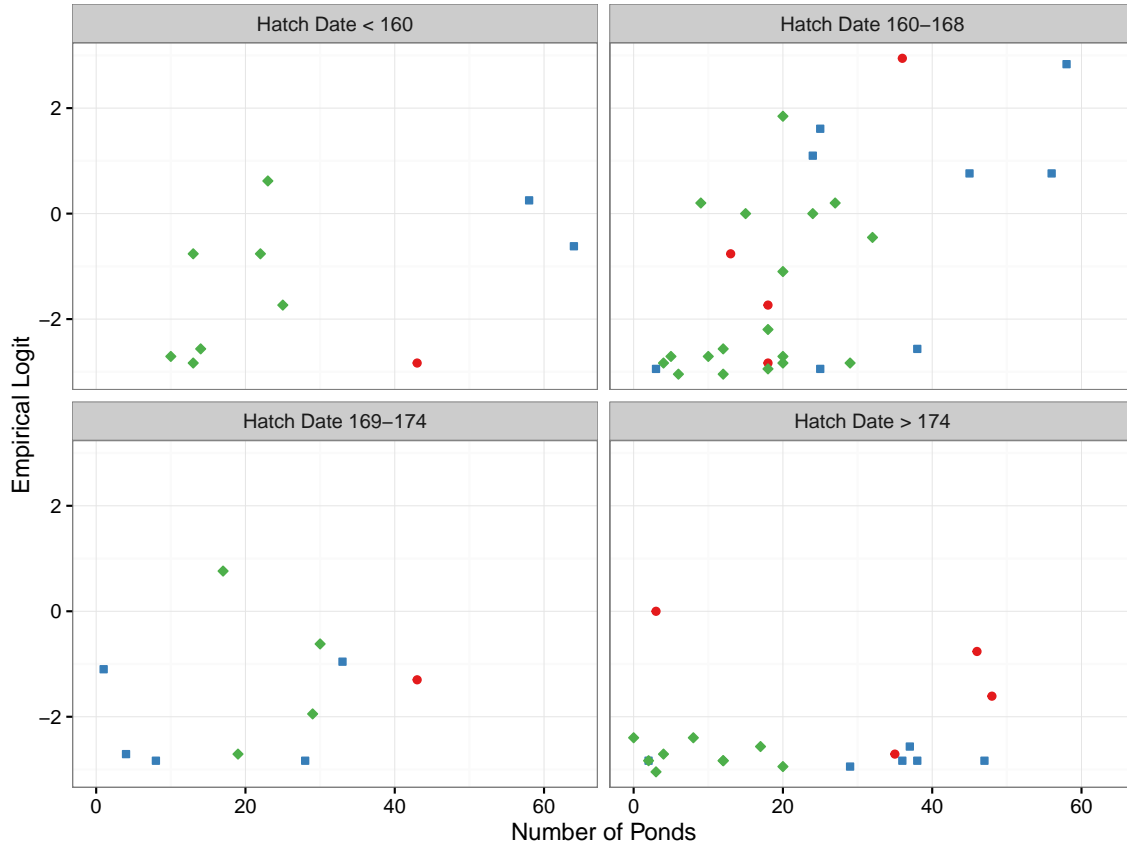 Hatch Date < 160
Hatch Date 160–168
2
0
−2
Hatch Date 169–174
Hatch Date > 174
2
0
−2
0 20 40 60
0 20 40 60
Number of Ponds
Empirical Logit